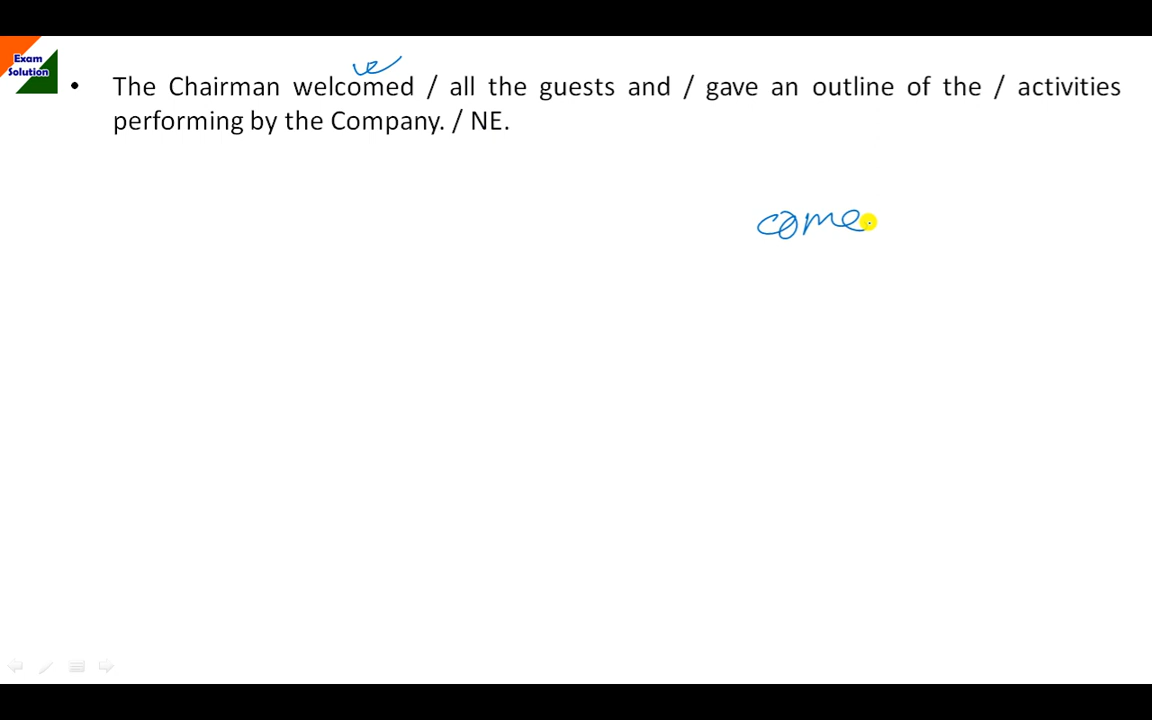 Exam
Solution
• The Chairman welcomed / all the guests and / gave an outline of the / activities
performing by the Company. / NE.
come